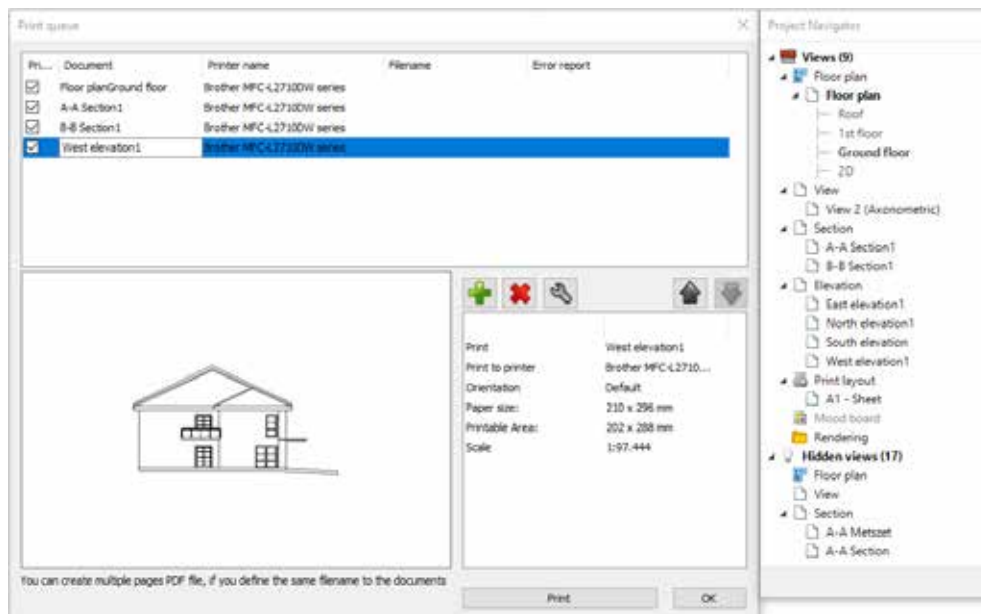 Print queue
Pri... Document Printer name Filename Error report
Floor planGround floor Brother MFC-L2710DW series
A-A Section1 Brother MFC-L2710DW series
B-B Section1 Brother MFC-L2710DW series
West elevation1 Brother MFC-L2710DW series
Print West elevation1
Print to printer Brother MFC-L2710...
Orientation Default
Paper size: 210 x 296 mm
Printable Area: 202 x 288 mm
Scale 1:97.444
You can create multiple pages PDF file, if you define the same filename to the documents
Print OK
Project Navigator
Views (9)
Floor plan
Floor plan
Roof
1st floor
Ground floor
2D
View
View 2 (Axonometric)
Section
A-A Section1
B-B Section1
Elevation
East elevation1
North elevation1
South elevation
West elevation1
Print layout
A1 - Sheet
Mood board
Rendering
Hidden views (17)
Floor plan
View
Section
A-A Metszet
A-A Section